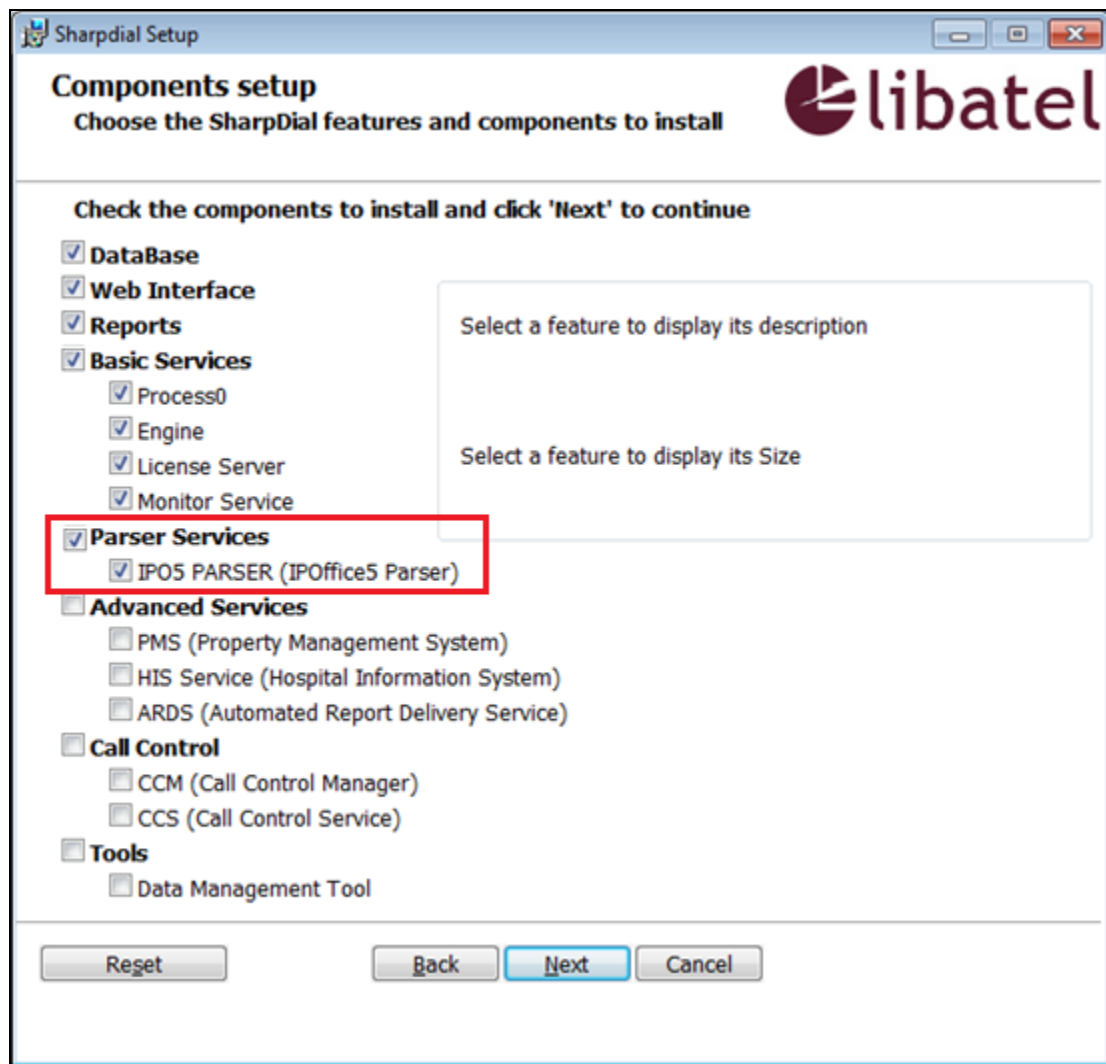 Sharpdial Setup
Components setup
Choose the SharpDial features and components to install
libatel
Check the components to install and click 'Next' to continue
DataBase
Web Interface
Reports
Select a feature to display its description
Basic Services
Process0
Engine
License Server
Select a feature to display its Size
Monitor Service
Parser Services
IPO5 PARSER (IPOffice5 Parser)
Advanced Services
PMS (Property Management System)
HIS Service (Hospital Information System)
ARDS (Automated Report Delivery Service)
Call Control
CCM (Call Control Manager)
CCS (Call Control Service)
Tools
Data Management Tool
Reset
Back
Next
Cancel